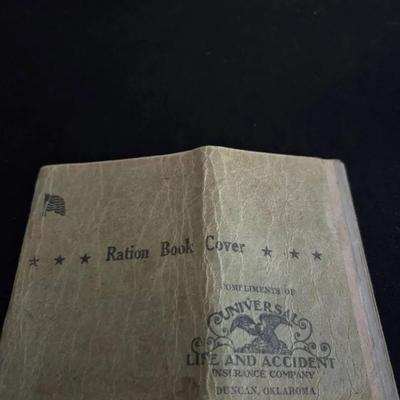 ★ ★ ★ Ration Book Cover ★ ★ ★
COMPLIMENTS OF
UNIVERSAL
LIFE AND ACCIDENT
INSURANCE COMPANY
DUNCAN, OKLAHOMA